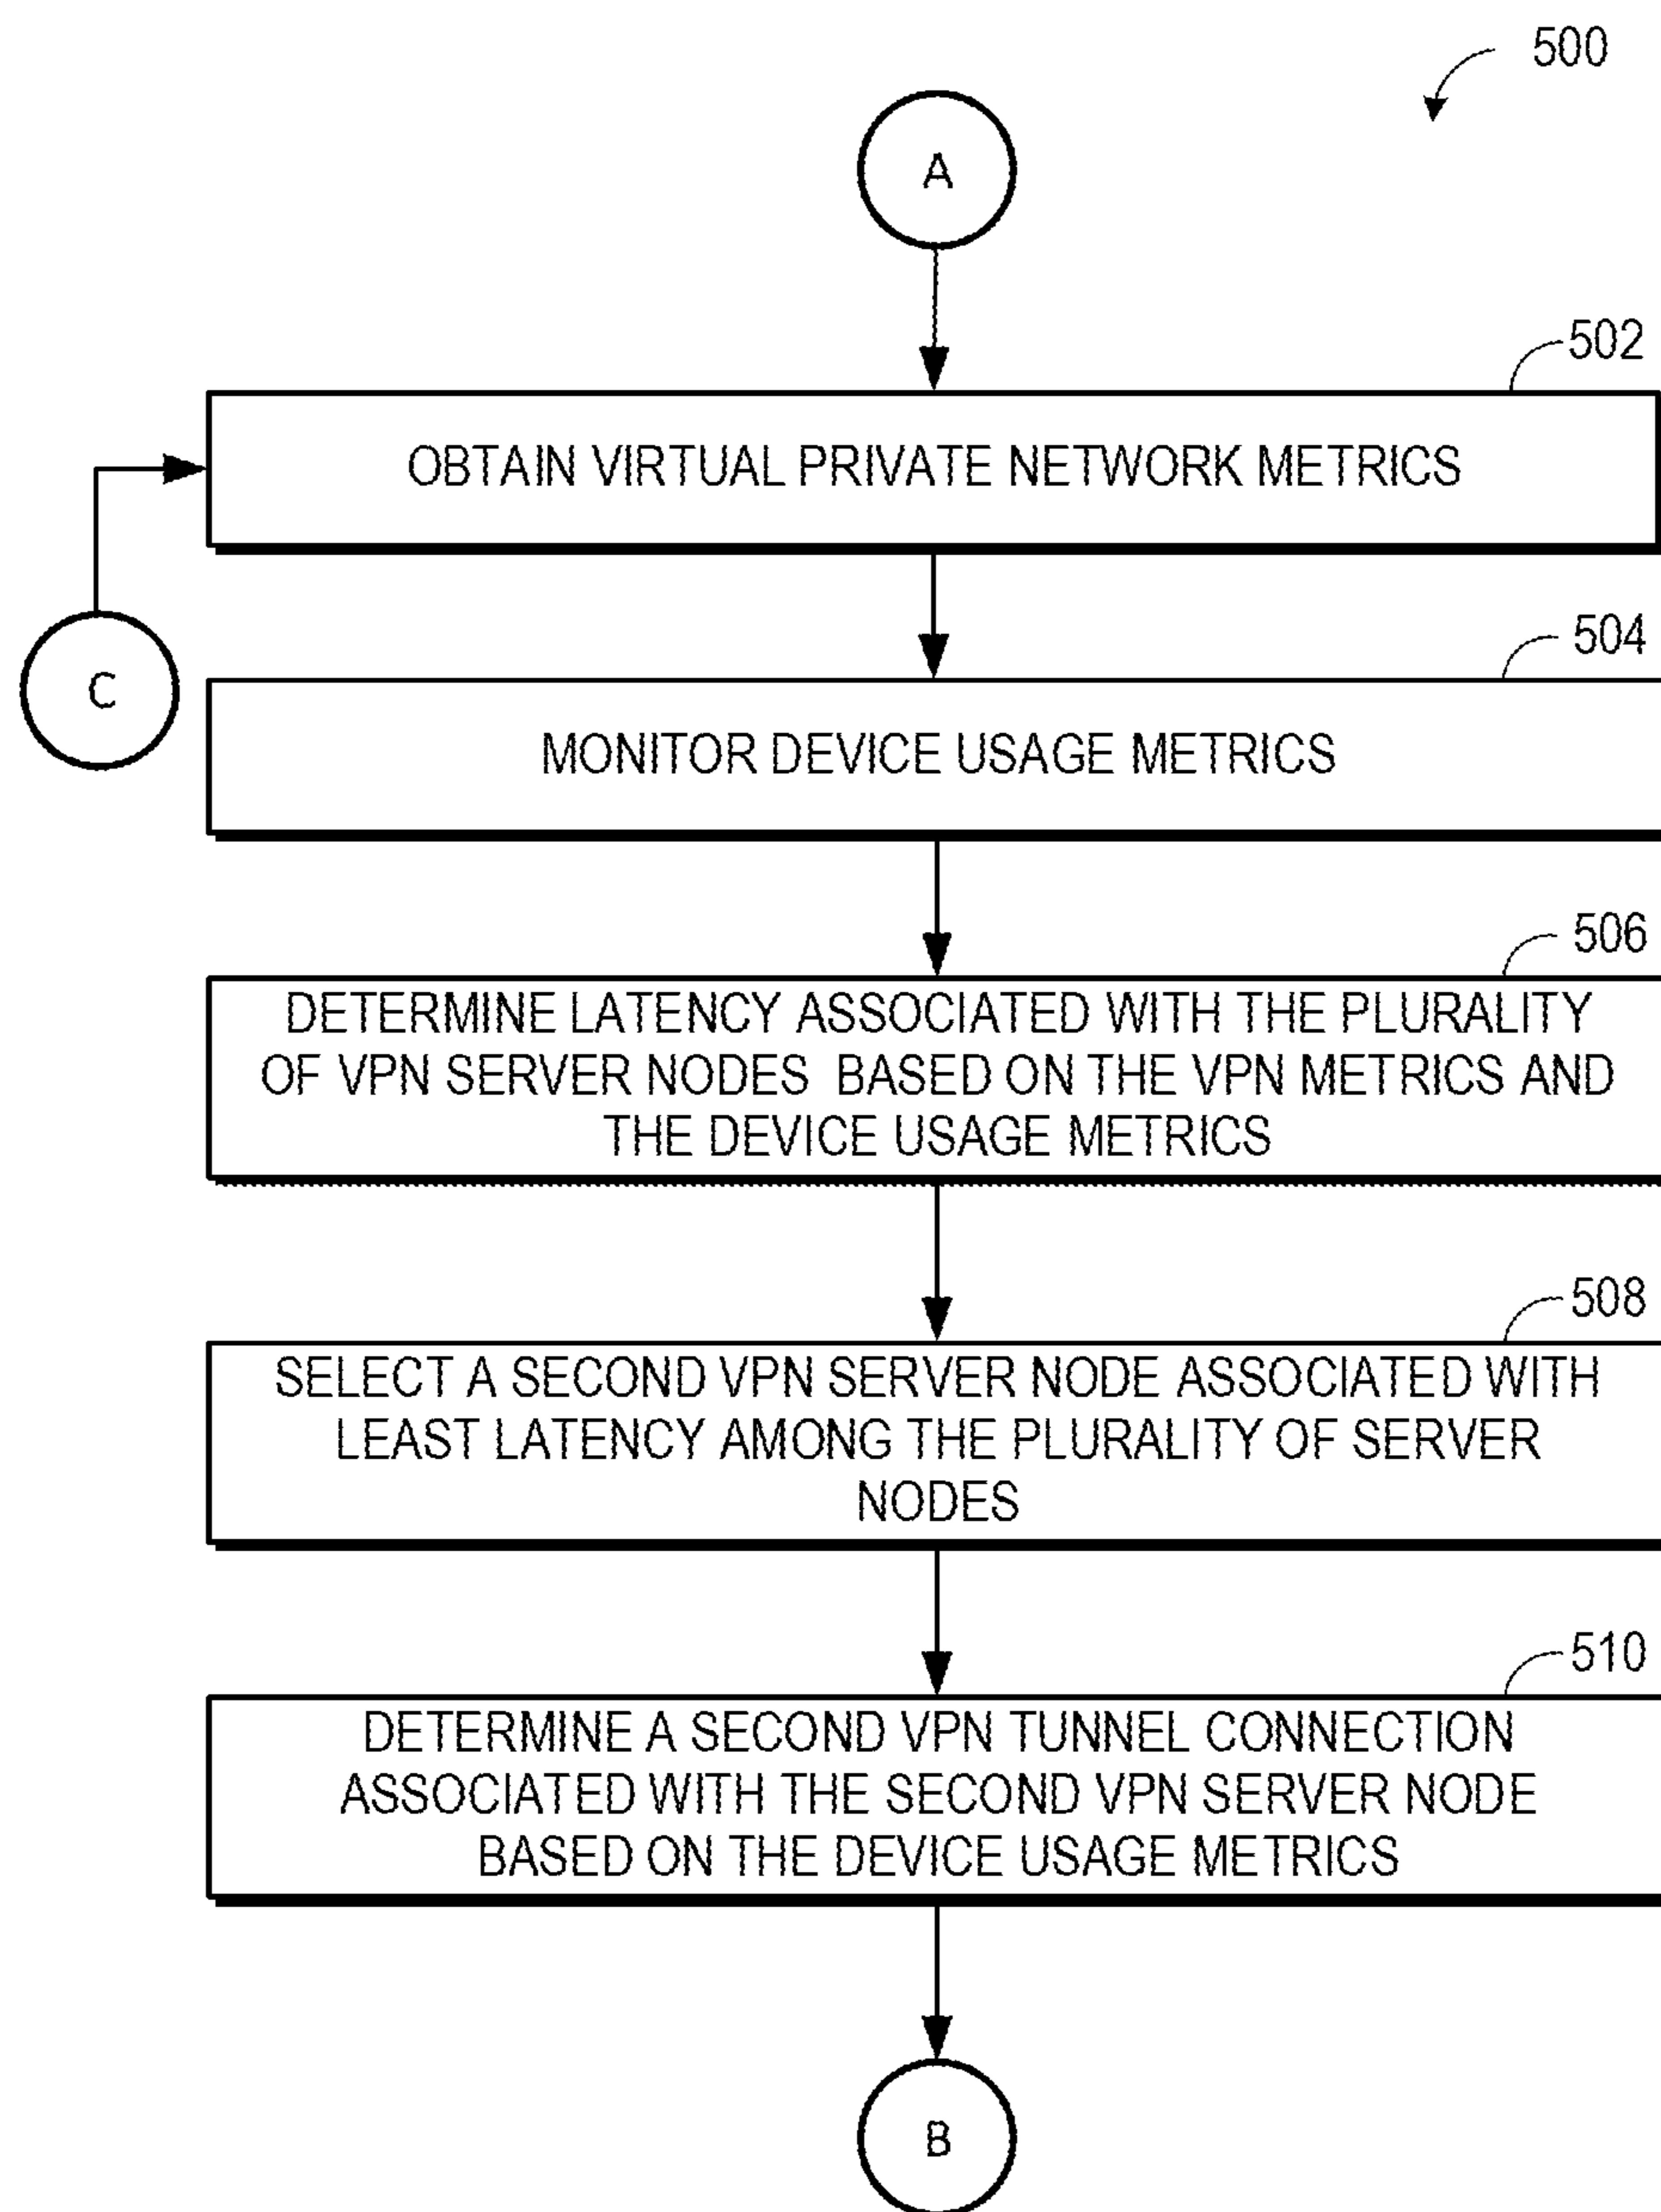 500
A
502
OBTAIN VIRTUAL PRIVATE NETWORK METRICS
C
504
MONITOR DEVICE USAGE METRICS
506
DETERMINE LATENCY ASSOCIATED WITH THE PLURALITY
OF VPN SERVER NODES BASED ON THE VPN METRICS AND
THE DEVICE USAGE METRICS
508
SELECT A SECOND VPN SERVER NODE ASSOCIATED WITH
LEAST LATENCY AMONG THE PLURALITY OF SERVER
NODES
510
DETERMINE A SECOND VPN TUNNEL CONNECTION
ASSOCIATED WITH THE SECOND VPN SERVER NODE
BASED ON THE DEVICE USAGE METRICS
B